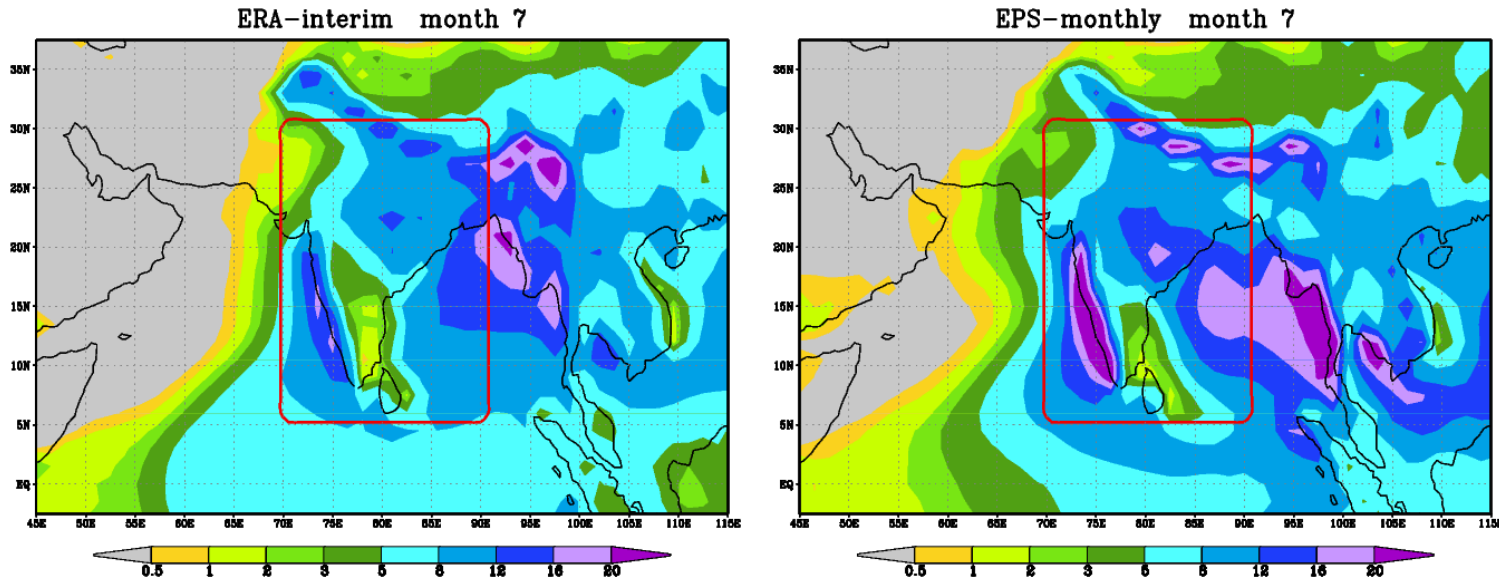 ERA-interim month 7
35N
30N
25N
20N
15N
10N
5N
EQ
45E 50E 55E 60E 65E 70E 75E 80E 85E 90E 95E 100E 105E 110E 115E
0.5 1 2 3 5 8 12 16 20
EPS-monthly month 7
35N
30N
25N
20N
15N
10N
5N
EQ
45E 50E 55E 60E 65E 70E 75E 80E 85E 90E 95E 100E 105E 110E 115E
0.5 1 2 3 5 8 12 16 20